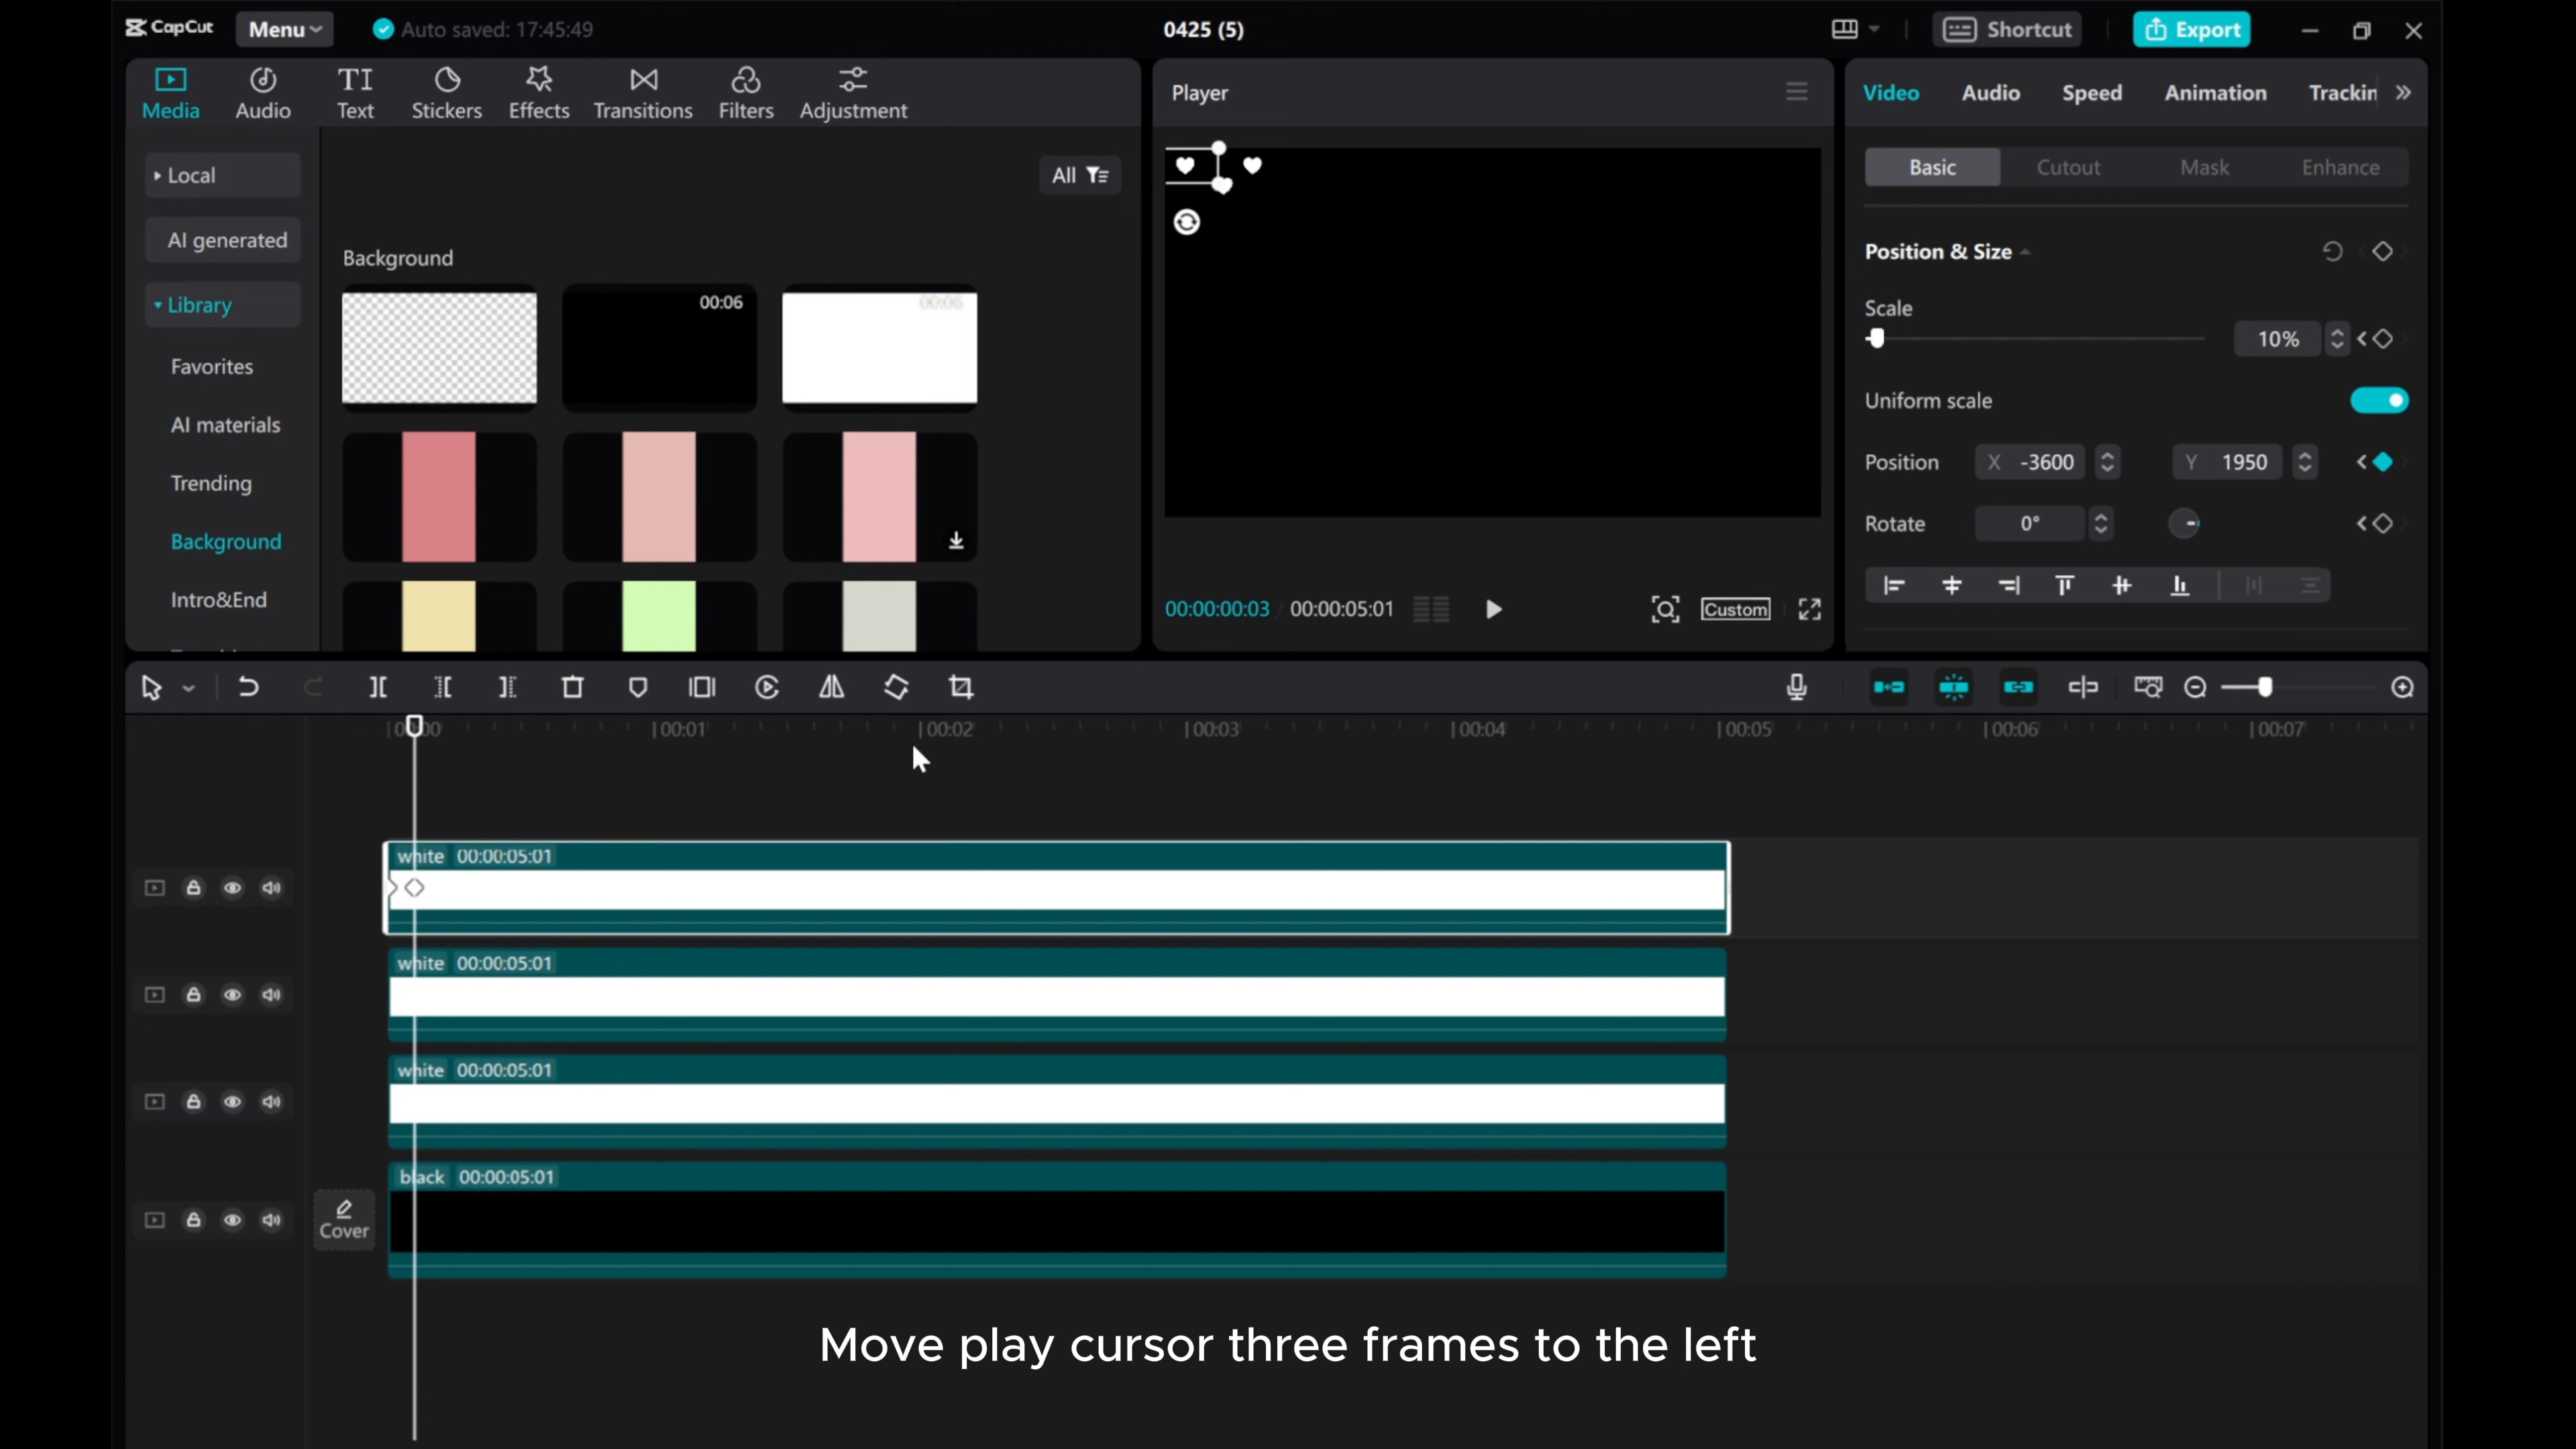 CapCut Menu Auto saved: 17:45:49 0425 (5) Shortcut Export
Media Audio Text Stickers Effects Transitions Filters Adjustment
Local
AI generated
Library
Favorites
AI materials
Trending
Background
Intro&End
All
Background
00:06
00:06
Player
00:00:00:03 / 00:00:05:01 Custom
Video Audio Speed Animation Trackin
Basic Cutout Mask Enhance
Position & Size
Scale
10%
Uniform scale
Position X -3600 Y 1950
Rotate 0°
00:00 00:01 00:02 00:03 00:04 00:05 00:06 00:07
white 00:00:05:01
white 00:00:05:01
white 00:00:05:01
black 00:00:05:01
Cover
Move play cursor three frames to the left